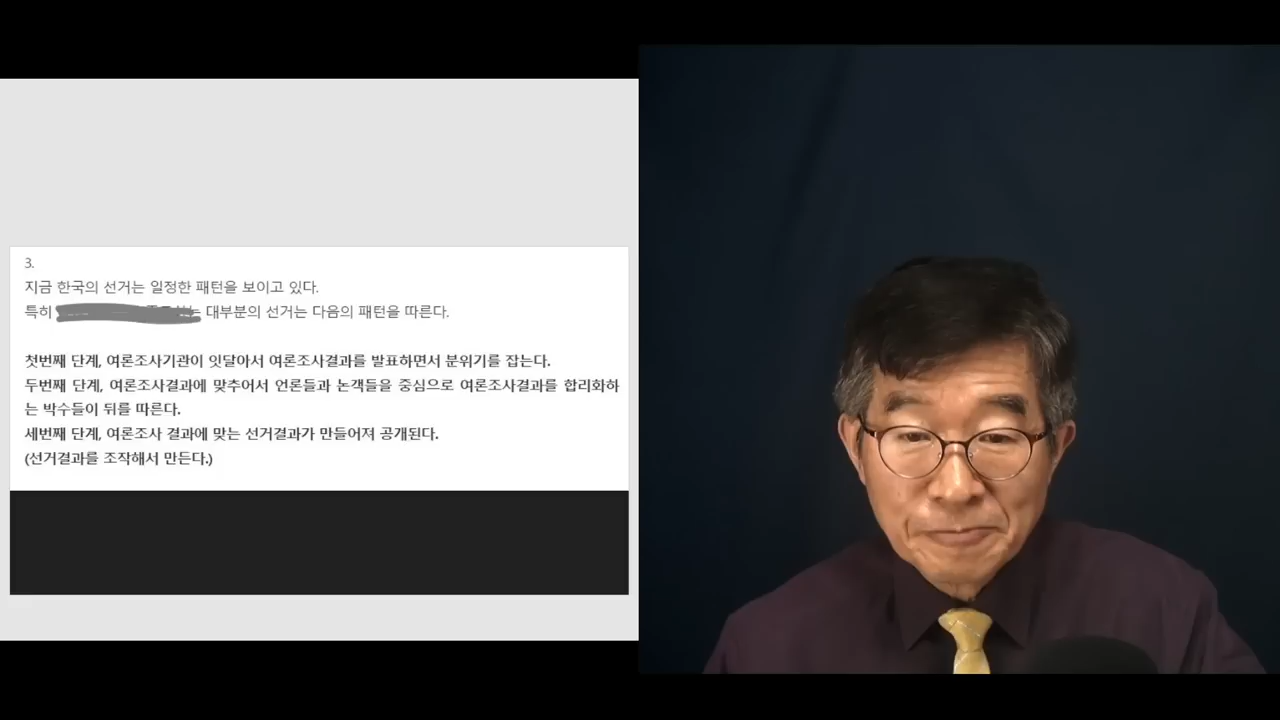 3.
지금 한국의 선거는 일정한 패턴을 보이고 있다.
특히 대부분의 선거는 다음의 패턴을 따른다.
첫번째 단계, 여론조사기관이 잇달아서 여론조사결과를 발표하면서 분위기를 잡는다.
두번째 단계, 여론조사결과에 맞추어서 언론들과 논객들을 중심으로 여론조사결과를 합리화하
는 박수들이 뒤를 따른다.
세번째 단계, 여론조사 결과에 맞는 선거결과가 만들어져 공개된다.
(선거결과를 조작해서 만든다.)